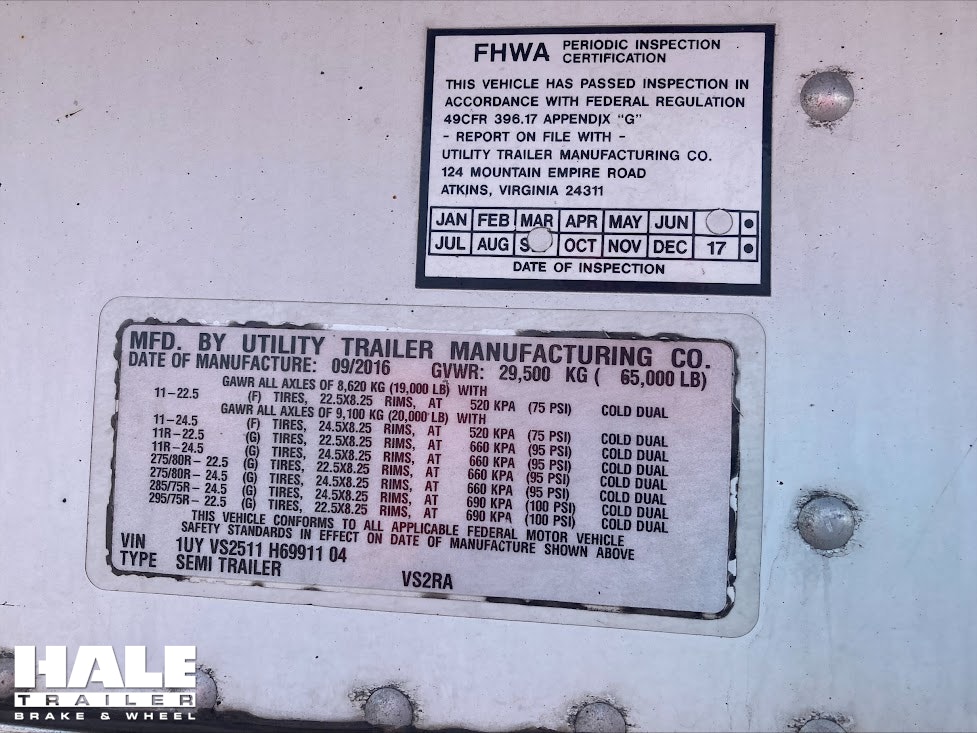 FHWA PERIODIC INSPECTION
CERTIFICATION
THIS VEHICLE HAS PASSED INSPECTION IN
ACCORDANCE WITH FEDERAL REGULATION
49CFR 396.17 APPENDIX "G"
- REPORT ON FILE WITH -
UTILITY TRAILER MANUFACTURING CO.
124 MOUNTAIN EMPIRE ROAD
ATKINS, VIRGINIA 24311
JAN FEB MAR APR MAY JUN
JUL AUG OCT NOV DEC 17
DATE OF INSPECTION
MFD. BY UTILITY TRAILER MANUFACTURING CO.
DATE OF MANUFACTURE: 09/2016 GVWR: 29,500 KG ( 65,000 LB)
GAWR ALL AXLES OF 8,620 KG (19,000 LB) WITH
11-22.5 (F) TIRES, 22.5X8.25 RIMS, AT 520 KPA (75 PSI) COLD DUAL
GAWR ALL AXLES OF 9,100 KG (20,000 LB) WITH
11-24.5 (F) TIRES, 24.5X8.25 RIMS, AT 520 KPA (75 PSI) COLD DUAL
11R-22.5 (G) TIRES, 22.5X8.25 RIMS, AT 660 KPA (95 PSI) COLD DUAL
11R-24.5 (G) TIRES, 24.5X8.25 RIMS, AT 660 KPA (95 PSI) COLD DUAL
275/80R- 22.5 (G) TIRES, 22.5X8.25 RIMS, AT 660 KPA (95 PSI) COLD DUAL
275/80R- 24.5 (G) TIRES, 24.5X8.25 RIMS, AT 660 KPA (95 PSI) COLD DUAL
285/75R- 24.5 (G) TIRES, 24.5X8.25 RIMS, AT 690 KPA (100 PSI) COLD DUAL
295/75R- 22.5 (G) TIRES, 22.5X8.25 RIMS, AT 690 KPA (100 PSI) COLD DUAL
THIS VEHICLE CONFORMS TO ALL APPLICABLE FEDERAL MOTOR VEHICLE
SAFETY STANDARDS IN EFFECT ON DATE OF MANUFACTURE SHOWN ABOVE
VIN 1UY VS2511 H69911 04
TYPE SEMI TRAILER VS2RA
HALE
TRAILER
BRAKE & WHEEL